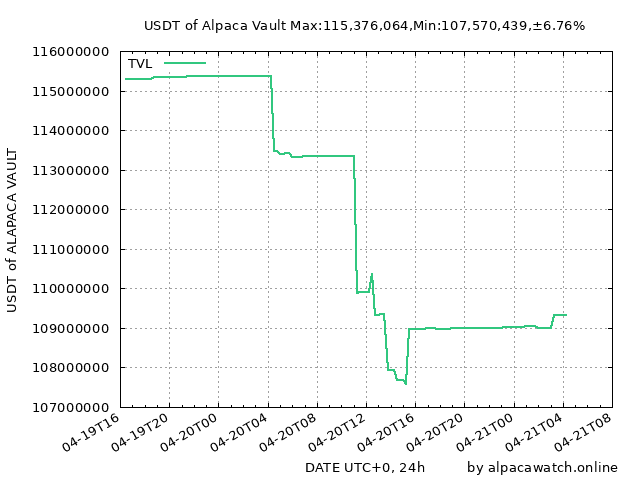 USDT of Alpaca Vault Max:115,376,064,Min:107,570,439,±6.76%
TVL
116000000
115000000
114000000
113000000
112000000
111000000
110000000
109000000
108000000
107000000
USDT of ALAPACA VAULT
04-19T16
04-19T20
04-20T00
04-20T04
04-20T08
04-20T12
04-20T16
04-20T20
04-21T00
04-21T04
04-21T08
DATE UTC+0, 24h
by alpacawatch.online